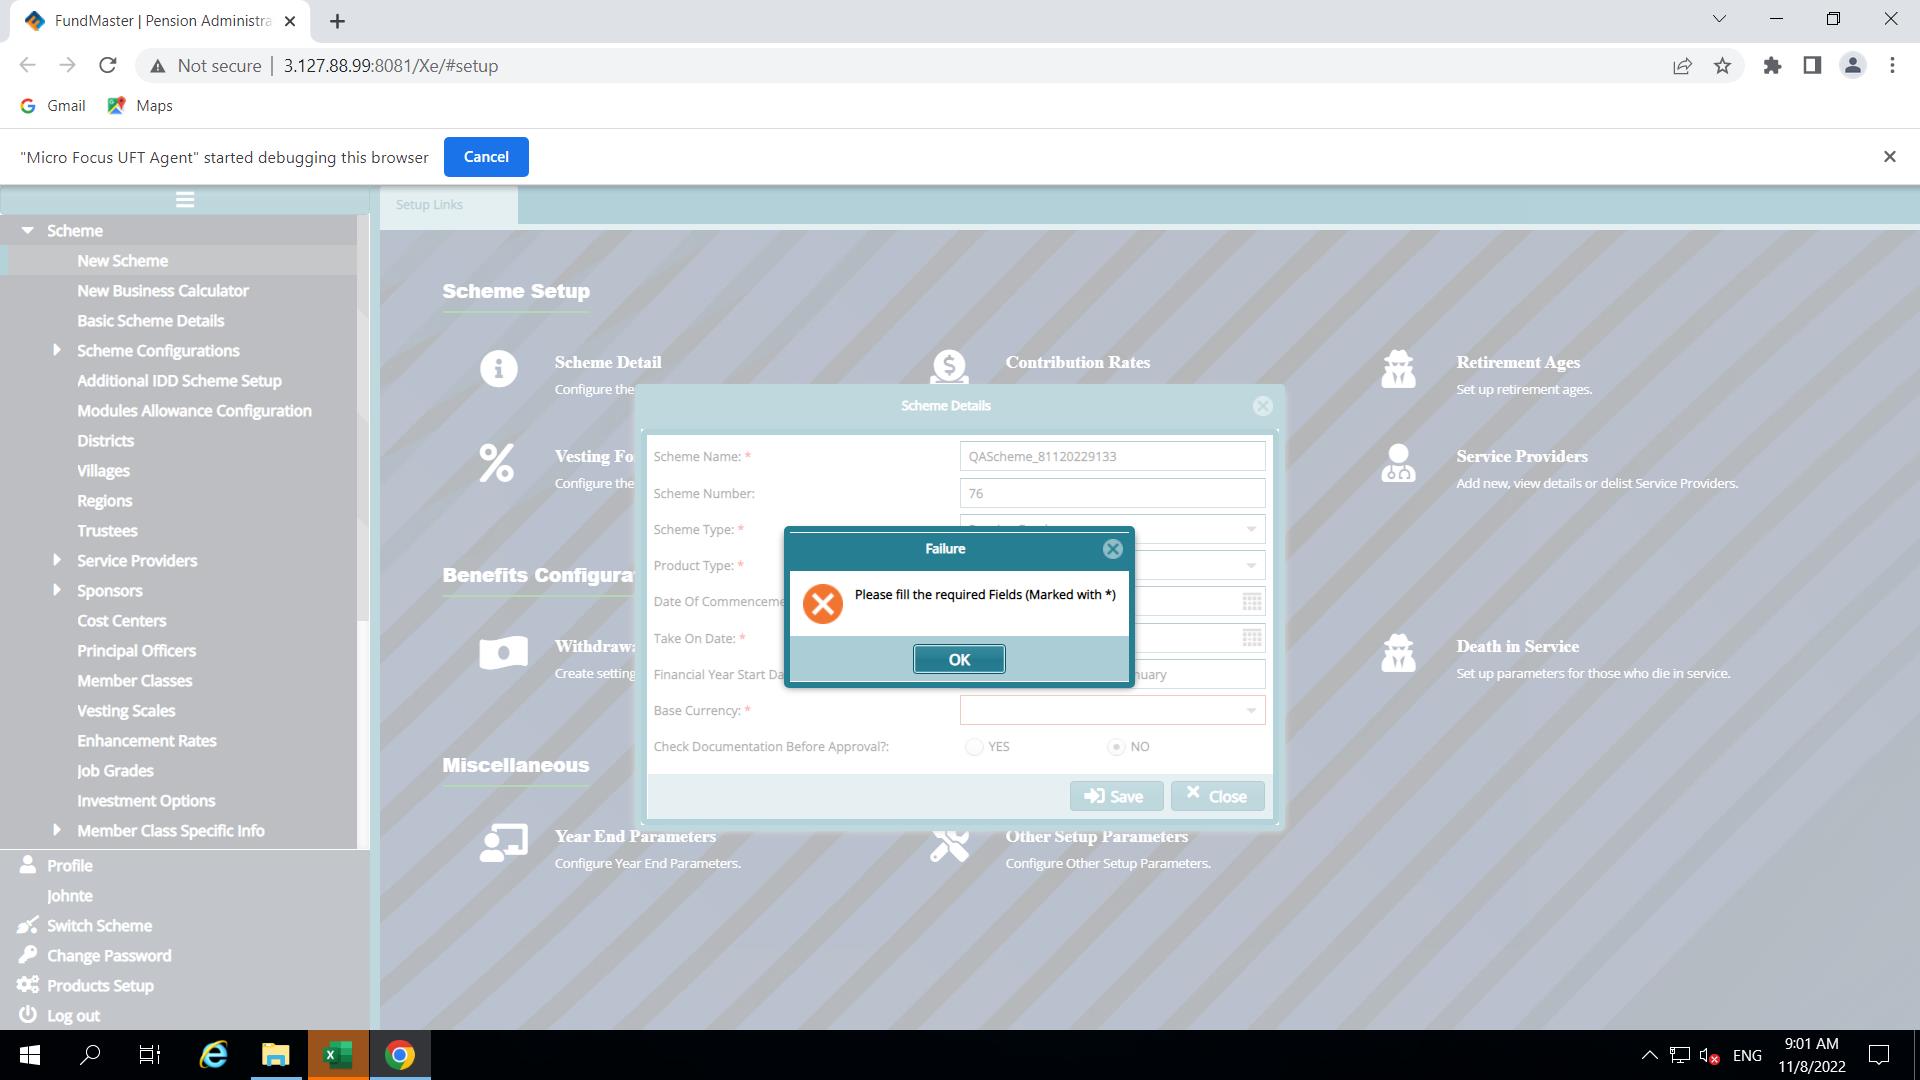 FundMaster | Pension Administra
Not secure | 3.127.88.99:8081/Xe/#setup
Gmail Maps
"Micro Focus UFT Agent" started debugging this browser Cancel
Setup Links
Scheme
New Scheme
New Business Calculator
Basic Scheme Details
Scheme Configurations
Additional IDD Scheme Setup
Modules Allowance Configuration
Districts
Villages
Regions
Trustees
Service Providers
Sponsors
Cost Centers
Principal Officers
Member Classes
Vesting Scales
Enhancement Rates
Job Grades
Investment Options
Member Class Specific Info
Profile
Johnte
Switch Scheme
Change Password
Products Setup
Log out
Scheme Setup
Scheme Detail
Configure the
Contribution Rates
Retirement Ages
Set up retirement ages.
Vesting Fo
Configure the
Service Providers
Add new, view details or delist Service Providers.
Benefits Configura
Withdrawa
Create setting
Death in Service
Set up parameters for those who die in service.
Miscellaneous
Year End Parameters
Configure Year End Parameters.
Other Setup Parameters
Configure Other Setup Parameters.
Scheme Details
Scheme Name: * QAScheme_81120229133
Scheme Number: 76
Scheme Type: *
Product Type: *
Date Of Commenceme
Take On Date: *
Financial Year Start Da nuary
Base Currency: *
Check Documentation Before Approval?: YES NO
Save Close
Failure
Please fill the required Fields (Marked with *)
OK
ENG
9:01 AM
11/8/2022